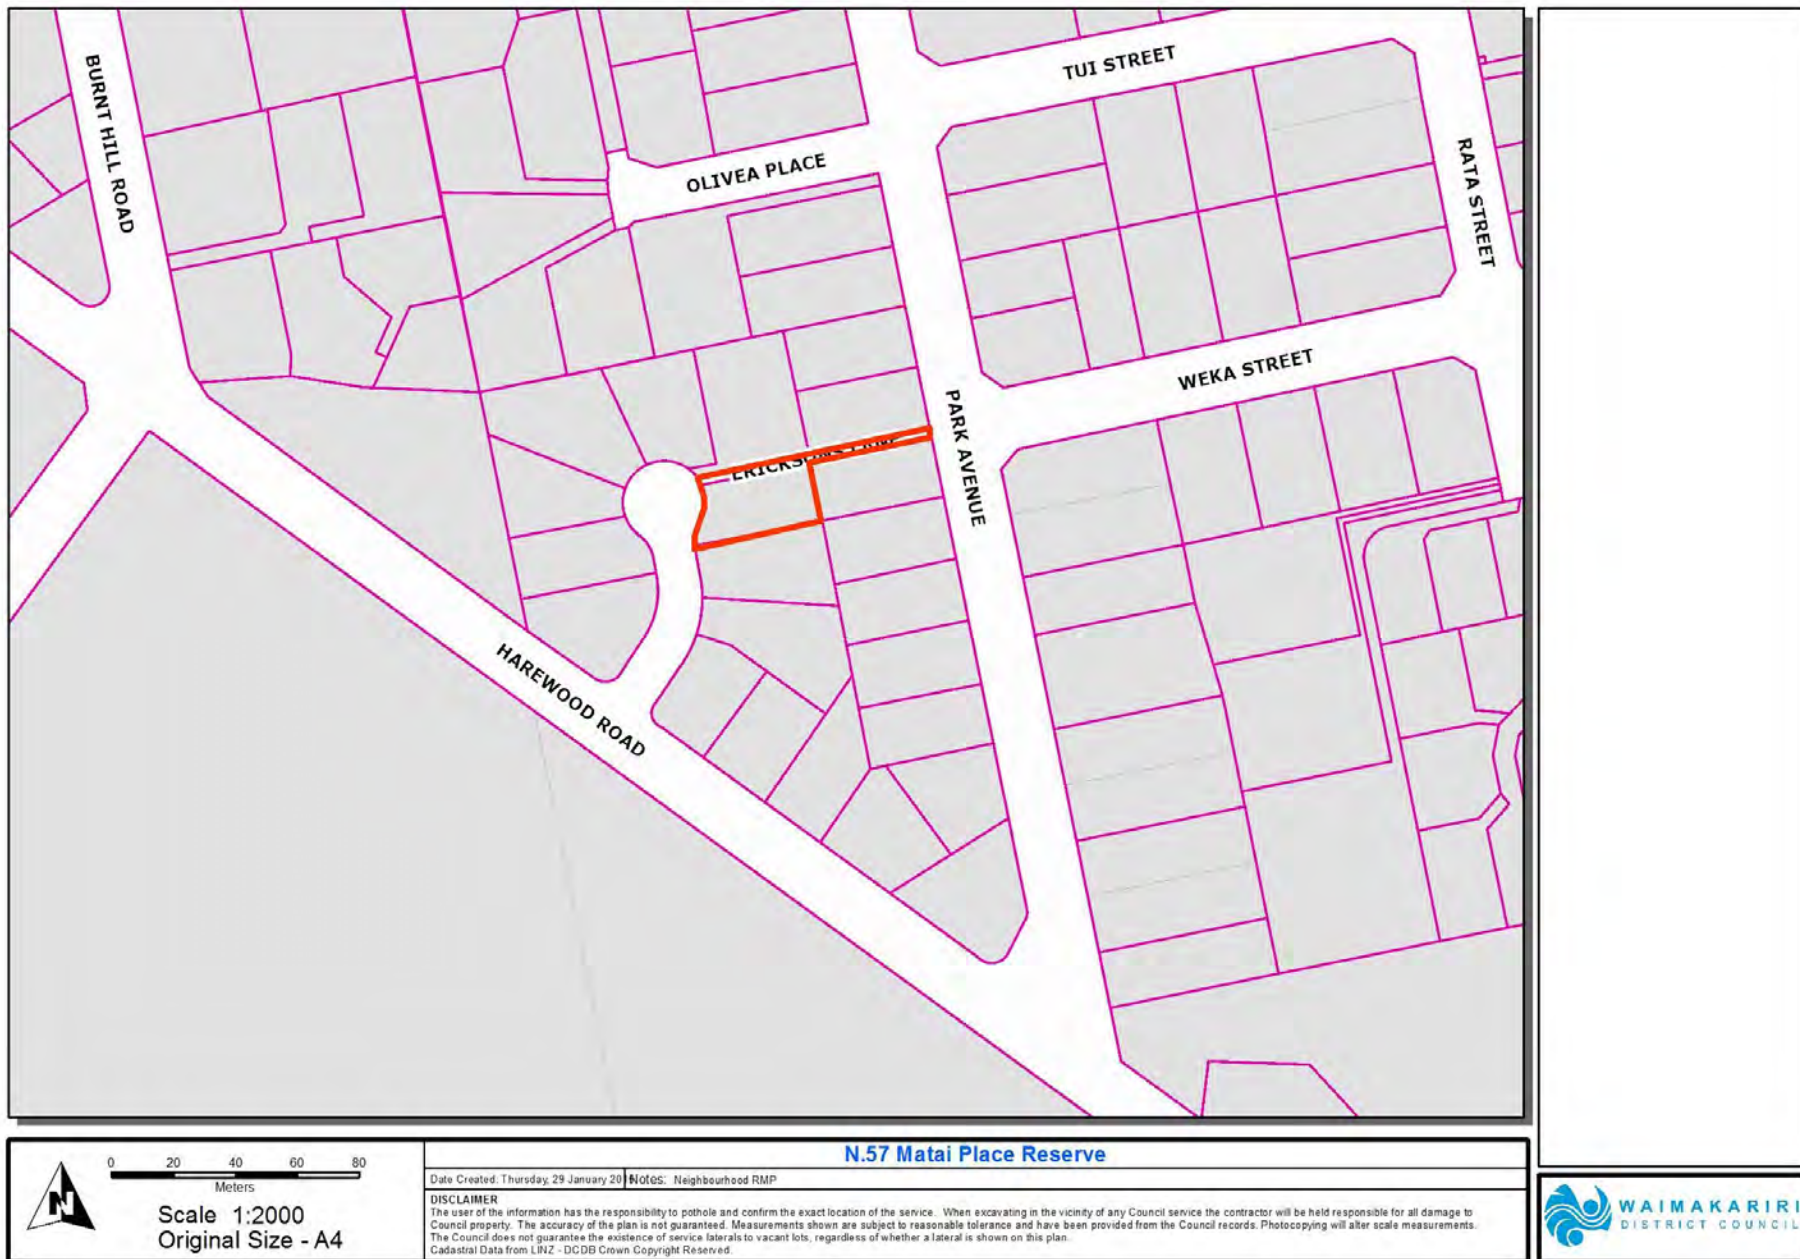 BURNT HILL ROAD
TUI STREET
OLIVEA PLACE
RATA STREET
WEKA STREET
PARK AVENUE
HAREWOOD ROAD
N
0 20 40 60 80
Meters
Scale 1:2000
Original Size - A4
N.57 Matai Place Reserve
Date Created: Thursday, 29 January Notes: Neighbourhood RMP
DISCLAIMER
The user of the information has the responsibility to pothole and confirm the exact location of the service. When excavating in the vicinity of any Council service the contractor will be held responsible for all damage to
Council property. The accuracy of the plan is not guaranteed. Measurements shown are subject to reasonable tolerance and have been provided from the Council records. Photocopying will alter scale measurements.
The Council does not guarantee the existence of service laterals to vacant lots, regardless of whether a lateral is shown on this plan.
Cadastral Data from LINZ - DCDB Crown Copyright Reserved.
WAIMAKARIRI
DISTRICT COUNCIL